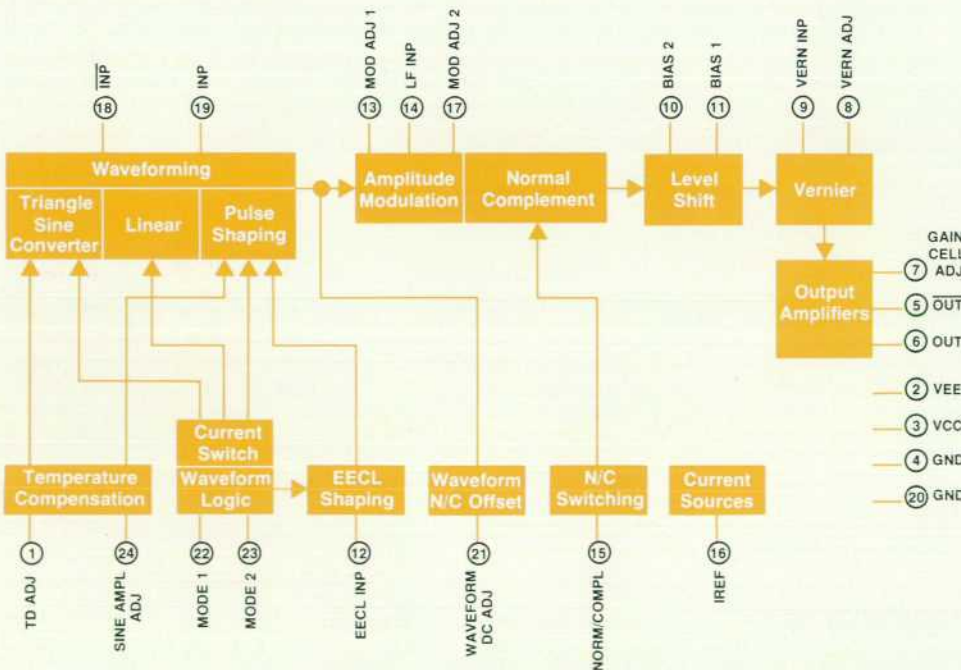 INP
18
INP
19
MOD ADJ 1
13
LF INP
14
MOD ADJ 2
17
BIAS 2
10
BIAS 1
11
VERN INP
9
VERN ADJ
8
Waveforming
Triangle
Sine
Converter
Linear
Pulse
Shaping
Amplitude
Modulation
Normal
Complement
Level
Shift
Vernier
Output
Amplifiers
GAIN
CELL
7 ADJ
5 OUT
6 OUT
2 VEE
3 VCC
4 GND
20 GND
Temperature
Compensation
Current
Switch
Waveform
Logic
EECL
Shaping
Waveform
N/C Offset
N/C
Switching
Current
Sources
1
TD ADJ
24
SINE AMPL
ADJ
22
MODE 1
23
MODE 2
12
EECL INP
21
WAVEFORM
DC ADJ
15
NORM/COMPL
16
IREF